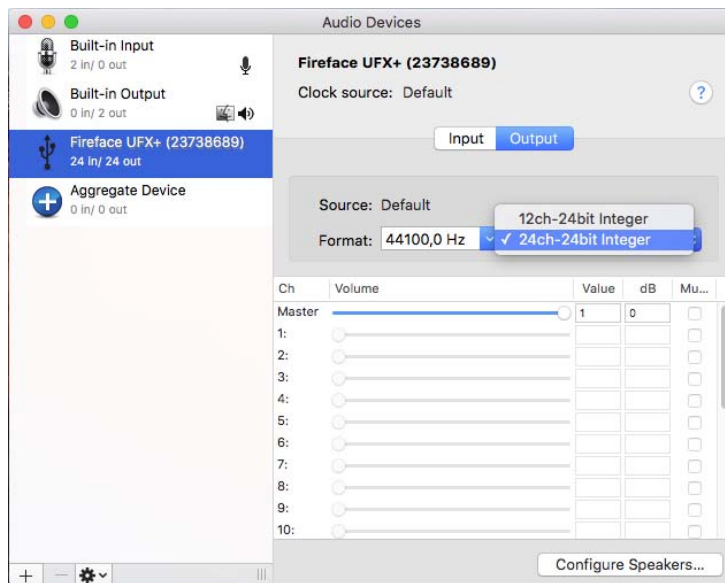 Audio Devices
Built-in Input
2 in/ 0 out
Built-in Output
0 in/ 2 out
Fireface UFX+ (23738689)
24 in/ 24 out
Aggregate Device
0 in/ 0 out
Fireface UFX+ (23738689)
Clock source: Default
?
Input Output
Source: Default
12ch-24bit Integer
Format: 44100,0 Hz ✓ 24ch-24bit Integer
Ch Volume Value dB Mu...
Master 1 0
1:
2:
3:
4:
5:
6:
7:
8:
9:
10:
Configure Speakers...